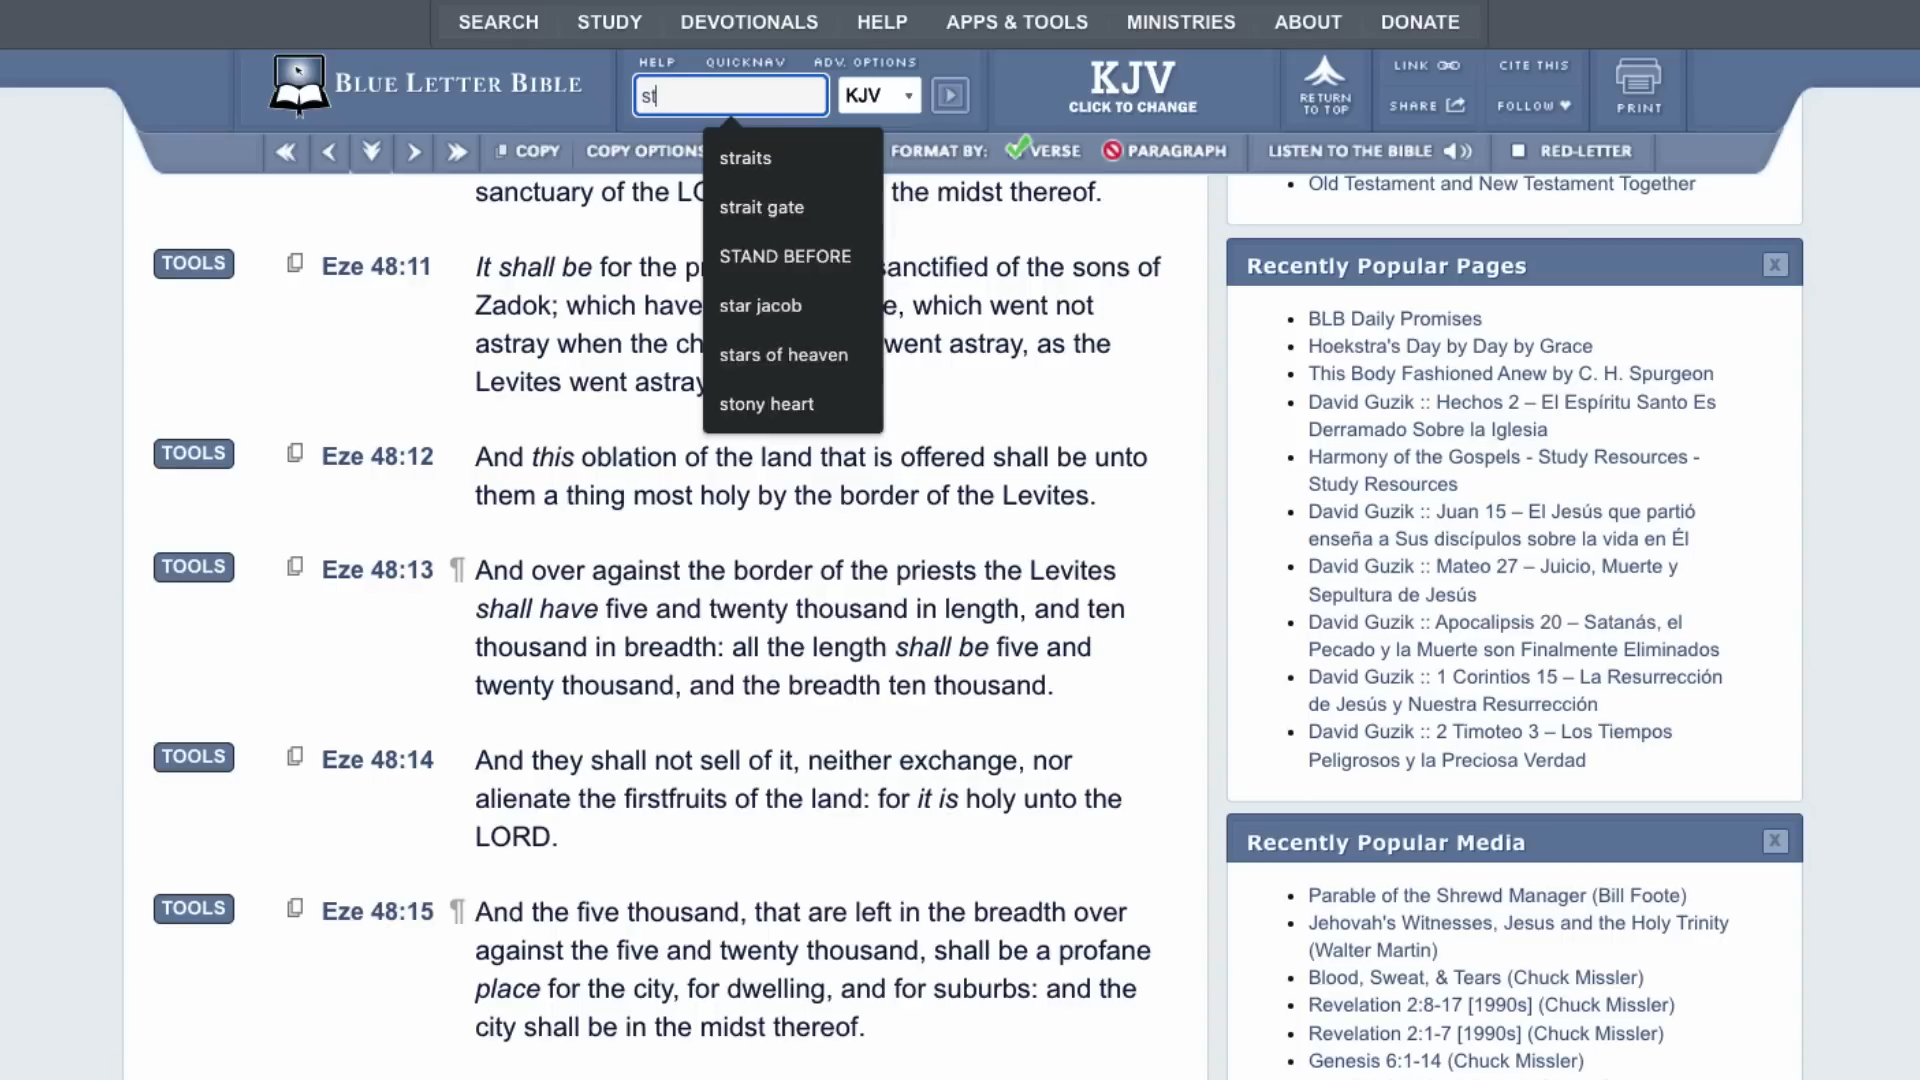 SEARCH STUDY DEVOTIONALS HELP APPS & TOOLS MINISTRIES ABOUT DONATE
BLUE LETTER BIBLE
HELP QUICKNAV ADV. OPTIONS
st
KJV
KJV
CLICK TO CHANGE
RETURN
TO TOP
LINK
SHARE
CITE THIS
FOLLOW
PRINT
COPY COPY OPTIONS FORMAT BY: VERSE PARAGRAPH LISTEN TO THE BIBLE RED-LETTER
straits
strait gate
STAND BEFORE
star jacob
stars of heaven
stony heart
sanctuary of the LO the midst thereof.
TOOLS Eze 48:11 It shall be for the p sanctified of the sons of
Zadok; which have e, which went not
astray when the ch went astray, as the
Levites went astray
TOOLS Eze 48:12 And this oblation of the land that is offered shall be unto
them a thing most holy by the border of the Levites.
TOOLS Eze 48:13 ¶ And over against the border of the priests the Levites
shall have five and twenty thousand in length, and ten
thousand in breadth: all the length shall be five and
twenty thousand, and the breadth ten thousand.
TOOLS Eze 48:14 And they shall not sell of it, neither exchange, nor
alienate the firstfruits of the land: for it is holy unto the
LORD.
TOOLS Eze 48:15 ¶ And the five thousand, that are left in the breadth over
against the five and twenty thousand, shall be a profane
place for the city, for dwelling, and for suburbs: and the
city shall be in the midst thereof.
• Old Testament and New Testament Together
Recently Popular Pages X
• BLB Daily Promises
• Hoekstra's Day by Day by Grace
• This Body Fashioned Anew by C. H. Spurgeon
• David Guzik :: Hechos 2 – El Espíritu Santo Es
Derramado Sobre la Iglesia
• Harmony of the Gospels - Study Resources -
Study Resources
• David Guzik :: Juan 15 – El Jesús que partió
enseña a Sus discípulos sobre la vida en Él
• David Guzik :: Mateo 27 – Juicio, Muerte y
Sepultura de Jesús
• David Guzik :: Apocalipsis 20 – Satanás, el
Pecado y la Muerte son Finalmente Eliminados
• David Guzik :: 1 Corintios 15 – La Resurrección
de Jesús y Nuestra Resurrección
• David Guzik :: 2 Timoteo 3 – Los Tiempos
Peligrosos y la Preciosa Verdad
Recently Popular Media X
• Parable of the Shrewd Manager (Bill Foote)
• Jehovah's Witnesses, Jesus and the Holy Trinity
(Walter Martin)
• Blood, Sweat, & Tears (Chuck Missler)
• Revelation 2:8-17 [1990s] (Chuck Missler)
• Revelation 2:1-7 [1990s] (Chuck Missler)
• Genesis 6:1-14 (Chuck Missler)